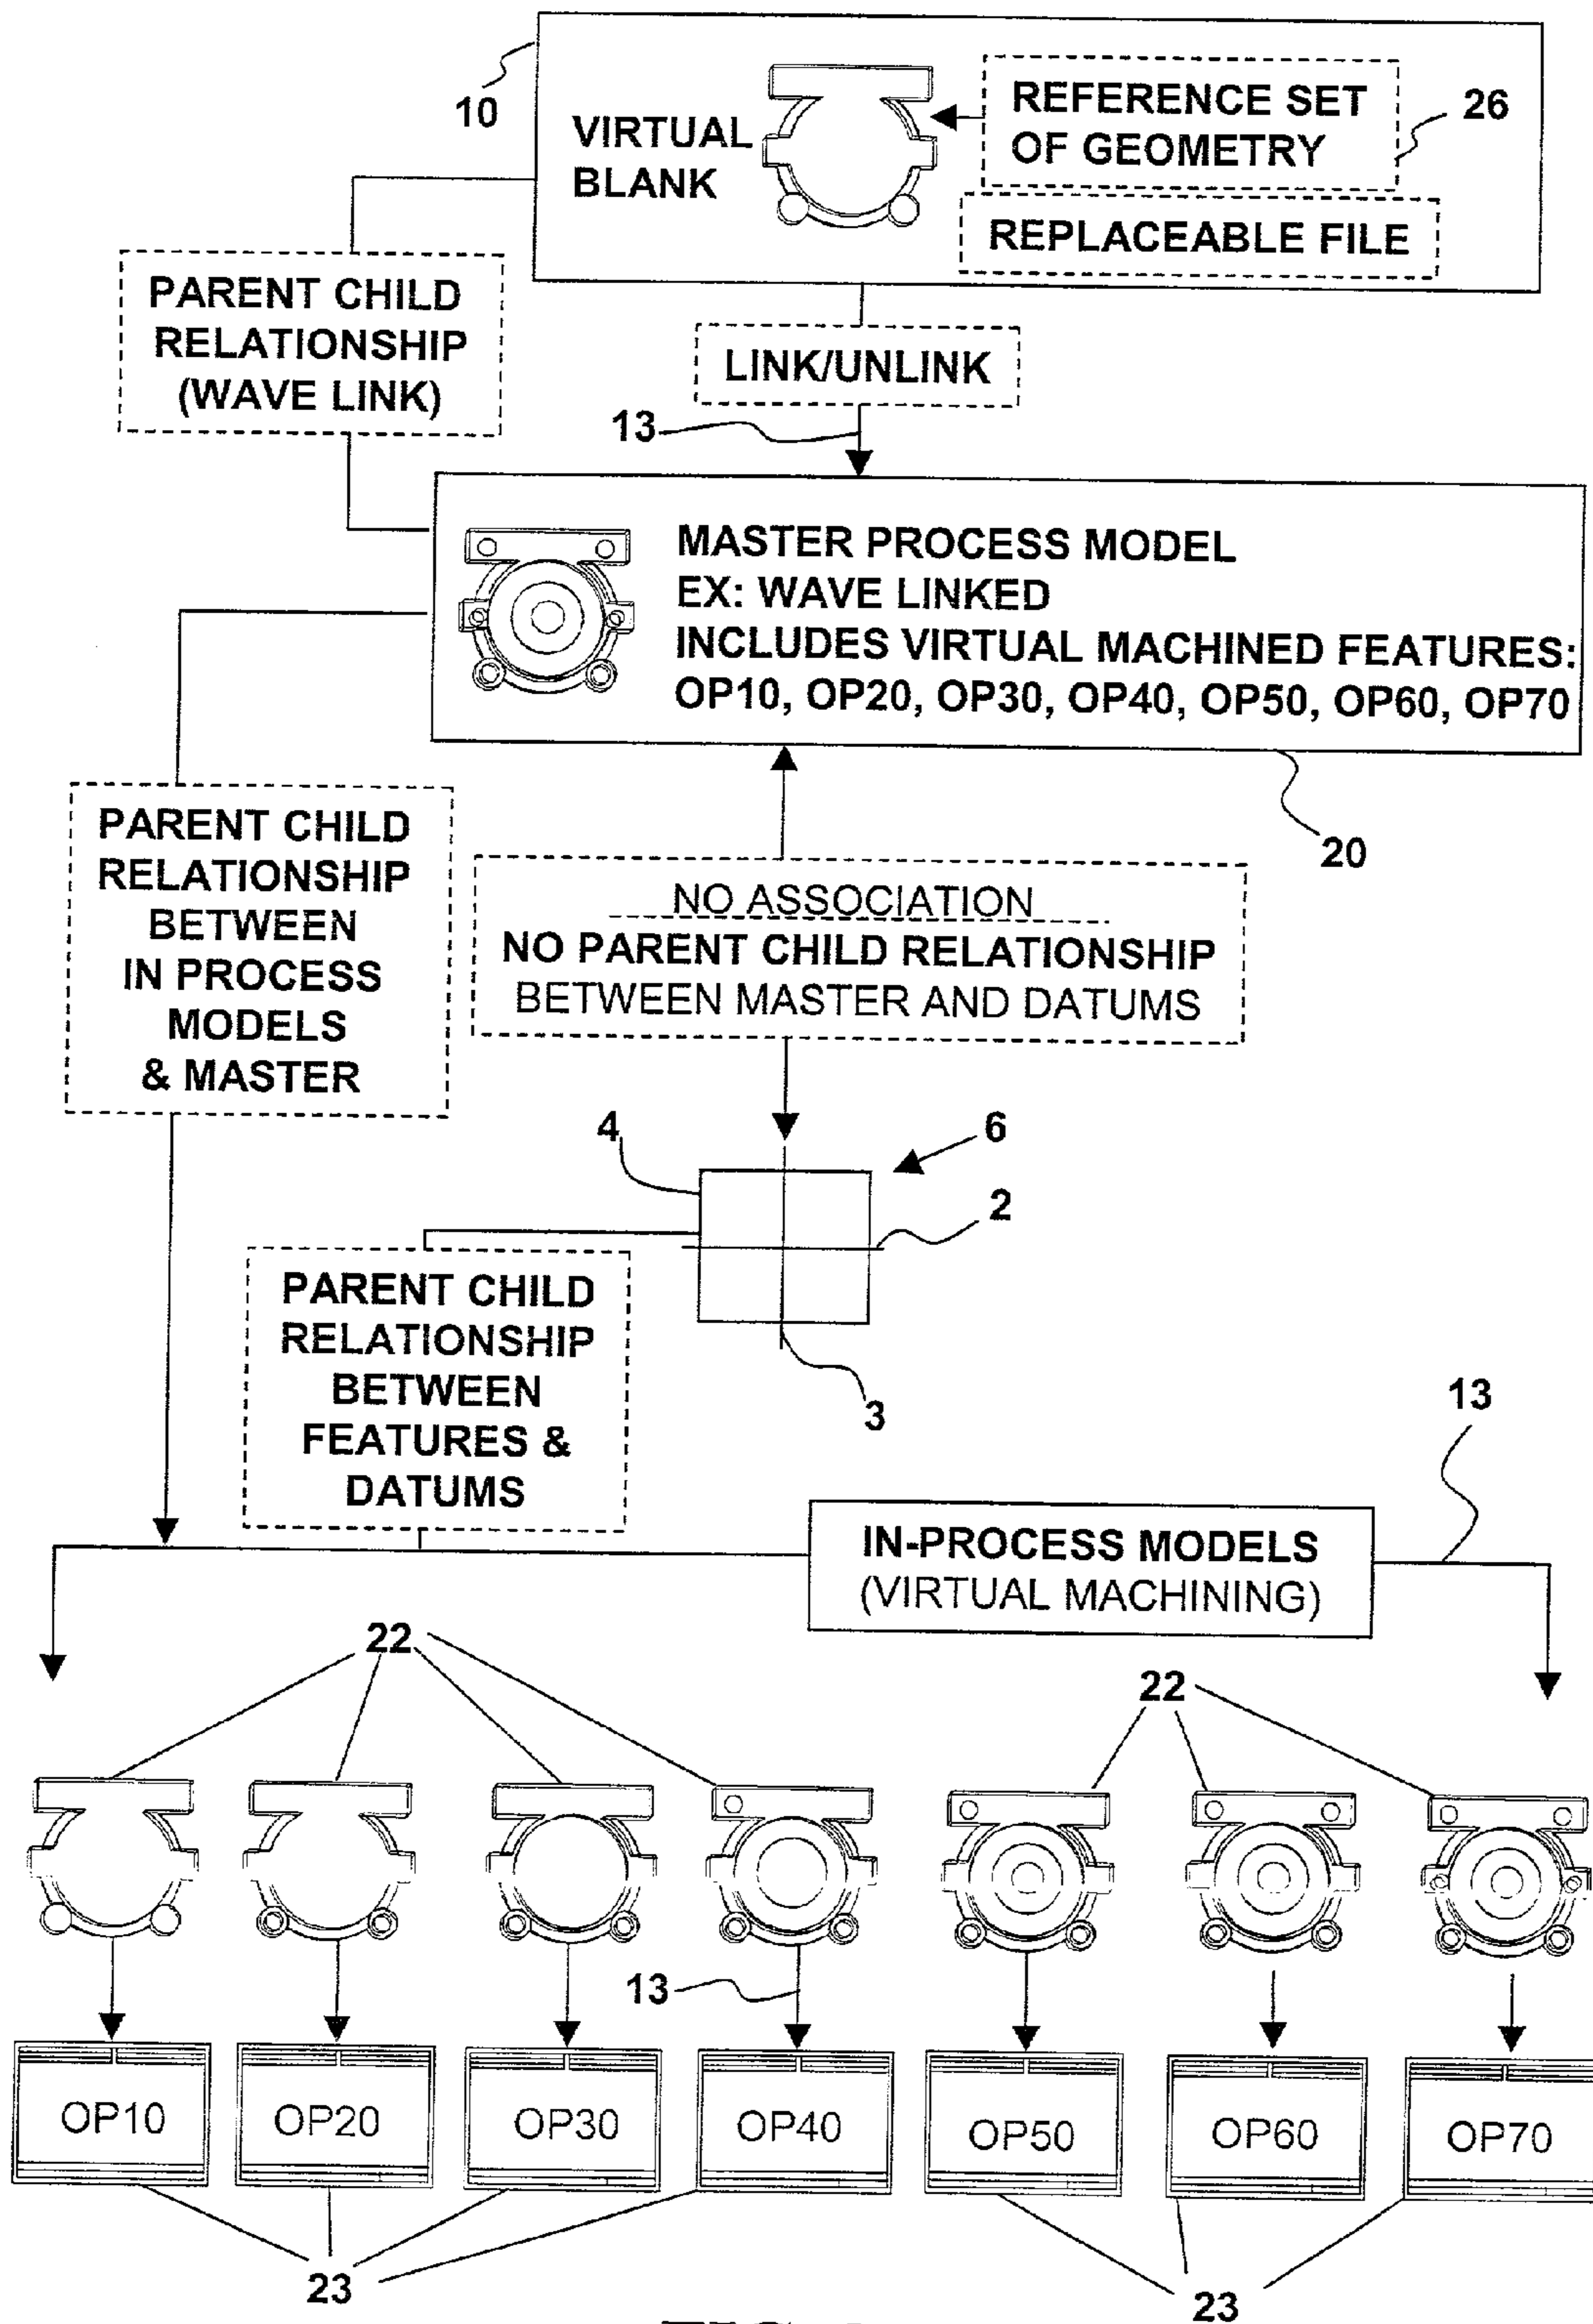 10
VIRTUAL
BLANK
REFERENCE SET
OF GEOMETRY
26
REPLACEABLE FILE
PARENT CHILD
RELATIONSHIP
(WAVE LINK)
LINK/UNLINK
13
MASTER PROCESS MODEL
EX: WAVE LINKED
INCLUDES VIRTUAL MACHINED FEATURES:
OP10, OP20, OP30, OP40, OP50, OP60, OP70
20
PARENT CHILD
RELATIONSHIP
BETWEEN
IN PROCESS
MODELS
& MASTER
NO ASSOCIATION
NO PARENT CHILD RELATIONSHIP
BETWEEN MASTER AND DATUMS
4
6
2
3
PARENT CHILD
RELATIONSHIP
BETWEEN
FEATURES &
DATUMS
13
IN-PROCESS MODELS
(VIRTUAL MACHINING)
22
22
13
OP10
OP20
OP30
OP40
OP50
OP60
OP70
23
23